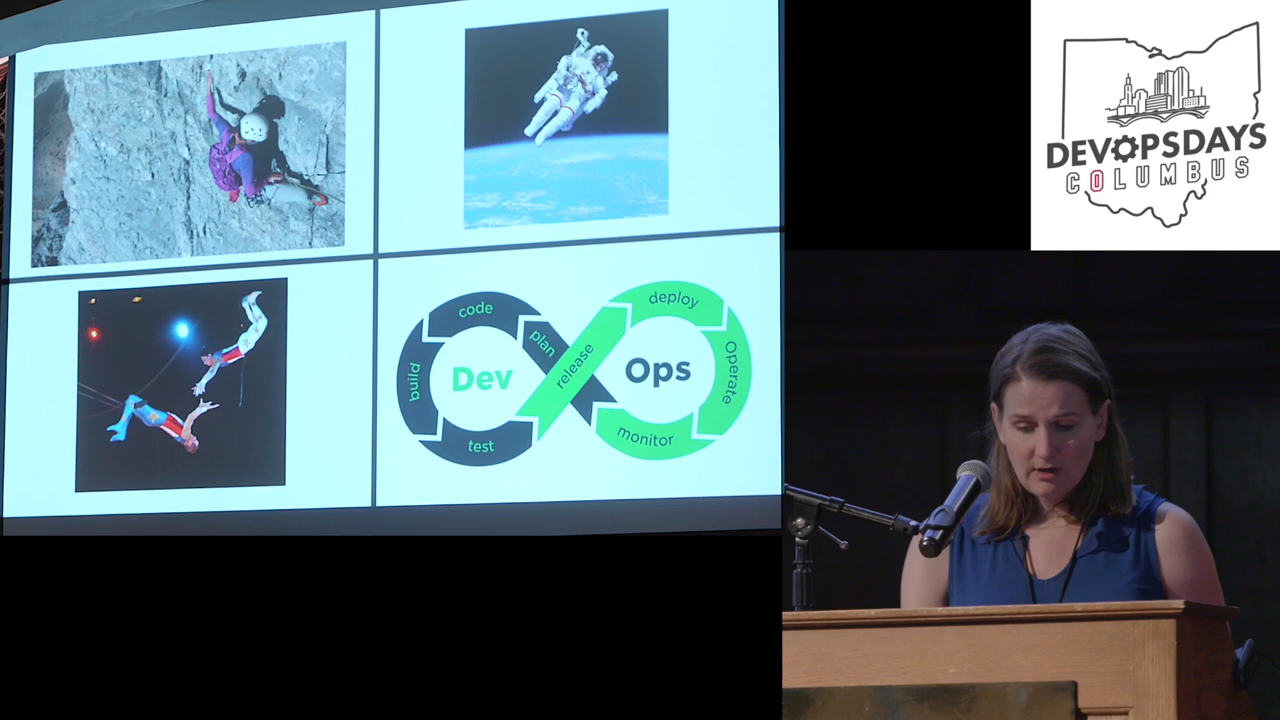 code
plan
build
Dev
test
release
deploy
Ops
Operate
monitor
DEVOPSDAYS
COLUMBUS